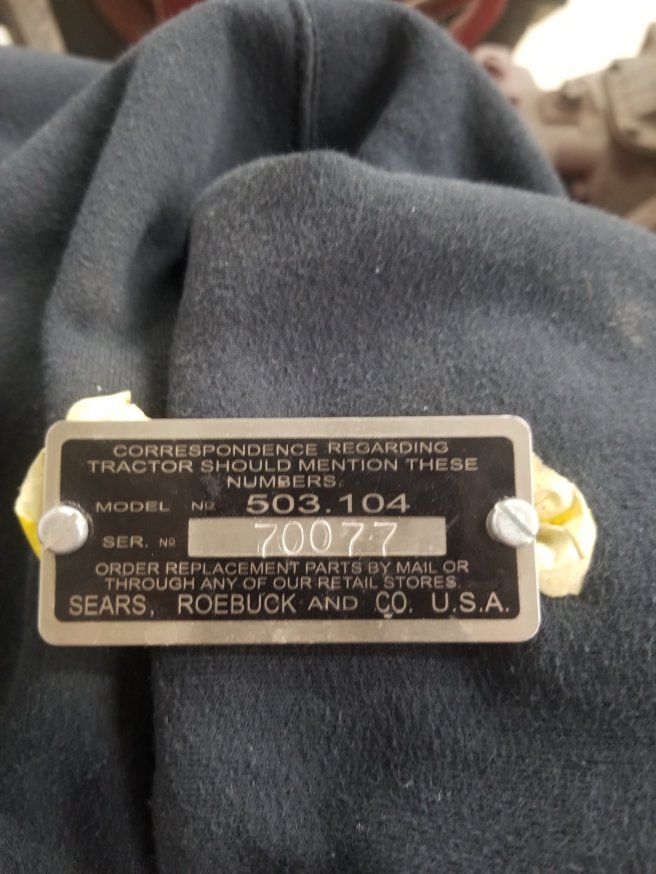 CORRESPONDENCE REGARDING
TRACTOR SHOULD MENTION THESE
NUMBERS.
MODEL Nº 503.104
SER. Nº 70077
ORDER REPLACEMENT PARTS BY MAIL OR
THROUGH ANY OF OUR RETAIL STORES.
SEARS, ROEBUCK AND CO. U.S.A.